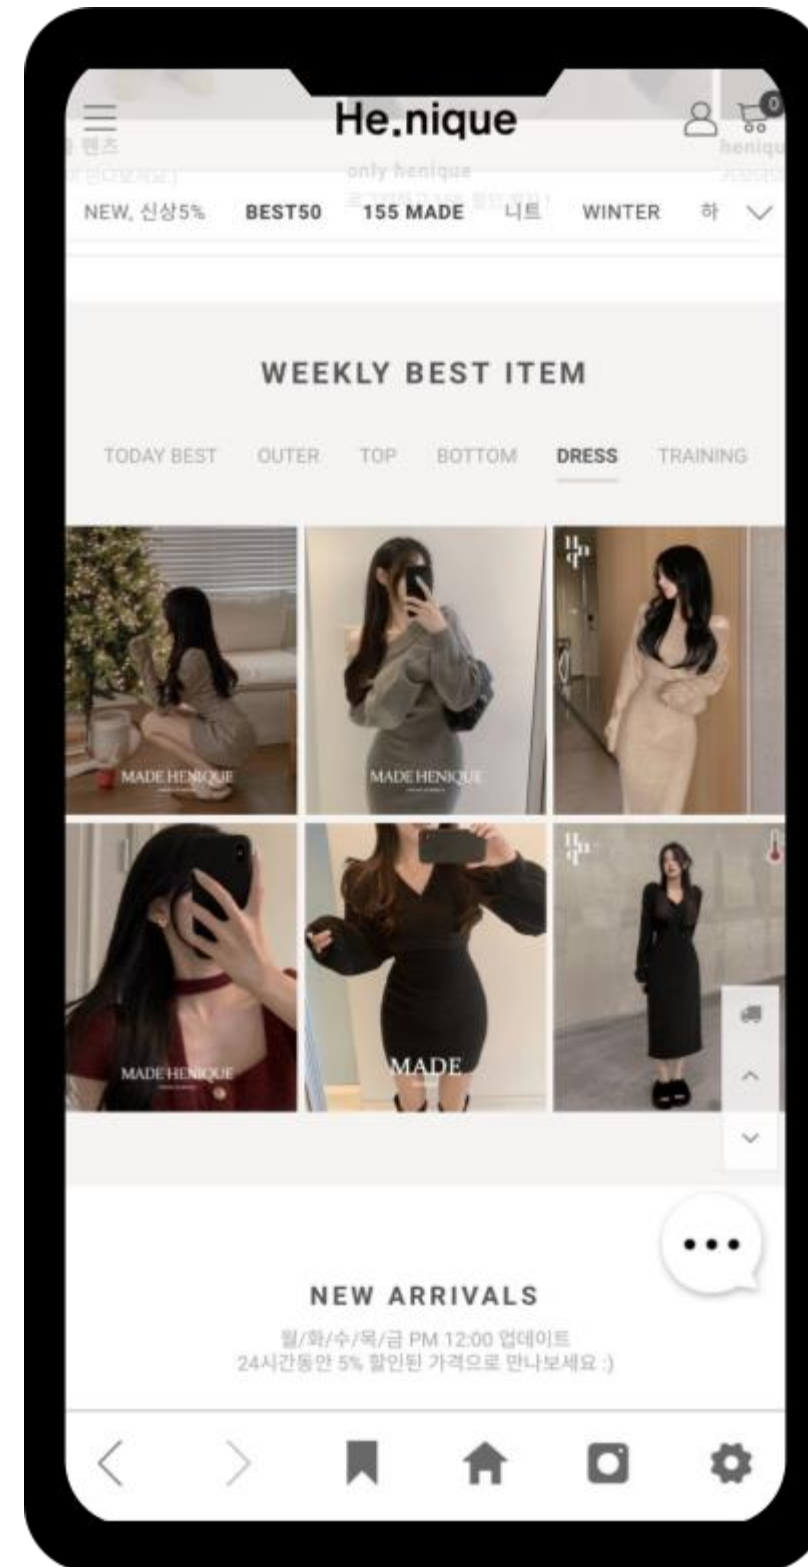 He.nique
0
팬츠
only henique
NEW, 신상5% BEST50 155 MADE 니트 WINTER 하
WEEKLY BEST ITEM
TODAY BEST OUTER TOP BOTTOM DRESS TRAINING
MADE HENIQUE
MADE HENIQUE
MADE HENIQUE
MADE
NEW ARRIVALS
월/화/수/목/금 PM 12:00 업데이트
24시간동안 5% 할인된 가격으로 만나보세요 :)